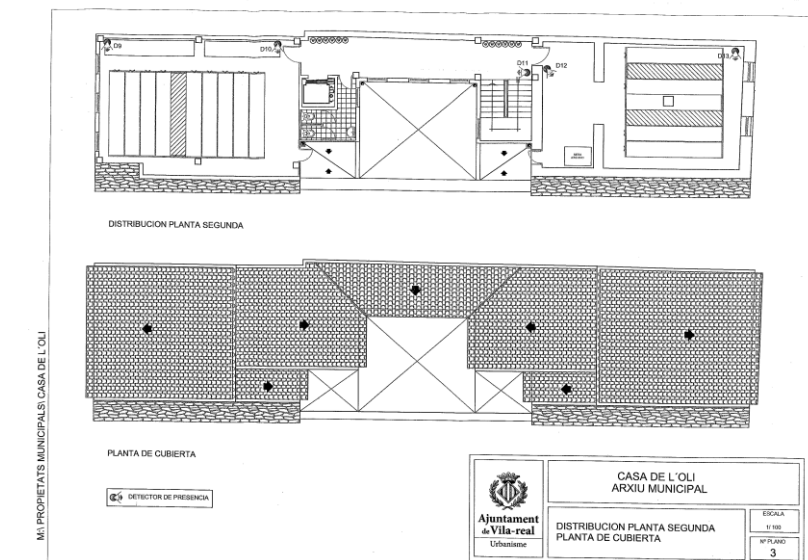 D9
D10
D11
D12
D13
DISTRIBUCION PLANTA SEGUNDA
M:\ PROPIETATS MUNICIPALS\ CASA DE L´OLI
PLANTA DE CUBIERTA
DETECTOR DE PRESENCIA
Ajuntament
de Vila-real
Urbanisme
CASA DE L´OLI
ARXIU MUNICIPAL
DISTRIBUCION PLANTA SEGUNDA
PLANTA DE CUBIERTA
ESCALA
1/ 100
Nº PLANO
3